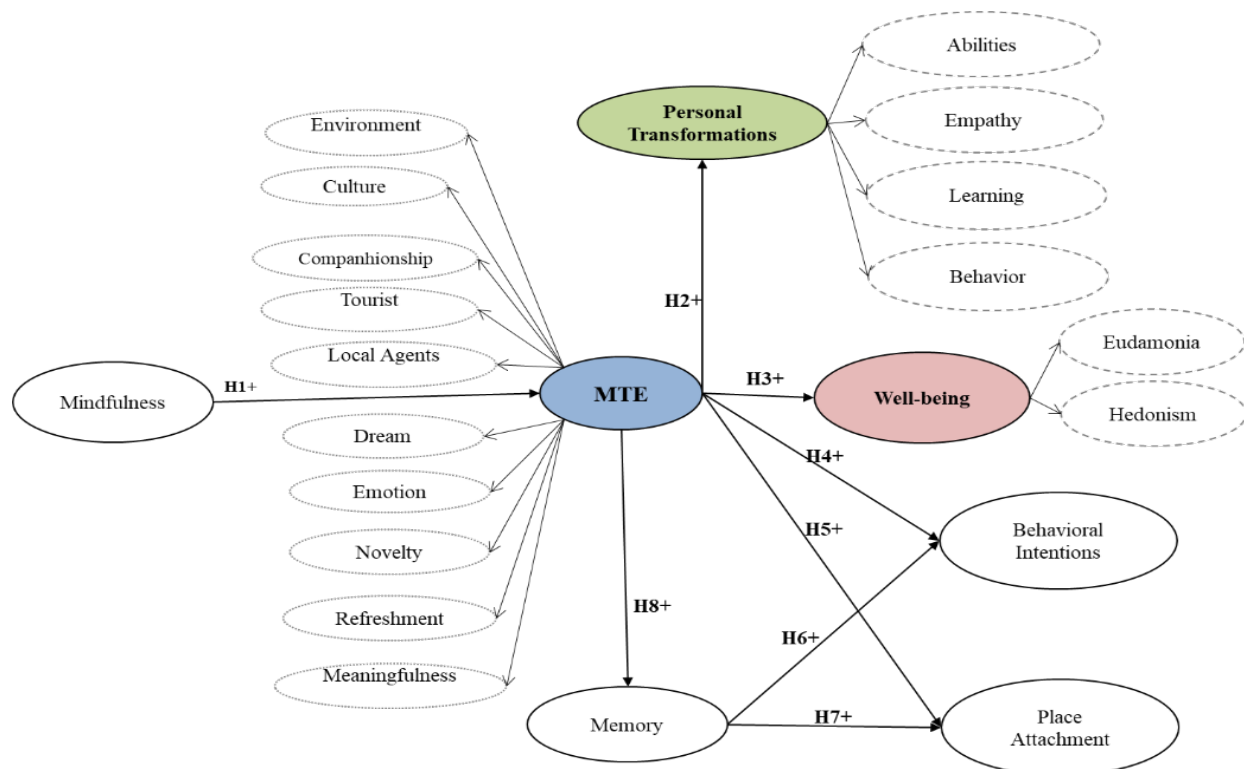 Abilities
Personal
Transformations
Empathy
Environment
Culture
Learning
Companhionship
Behavior
Tourist
H2+
Local Agents
Eudamonia
H3+
H1+
Mindfulness
MTE
Well-being
Hedonism
Dream
H4+
Emotion
H5+
Behavioral
Intentions
Novelty
Refreshment
H8+
H6+
Meaningfulness
Memory
H7+
Place
Attachment